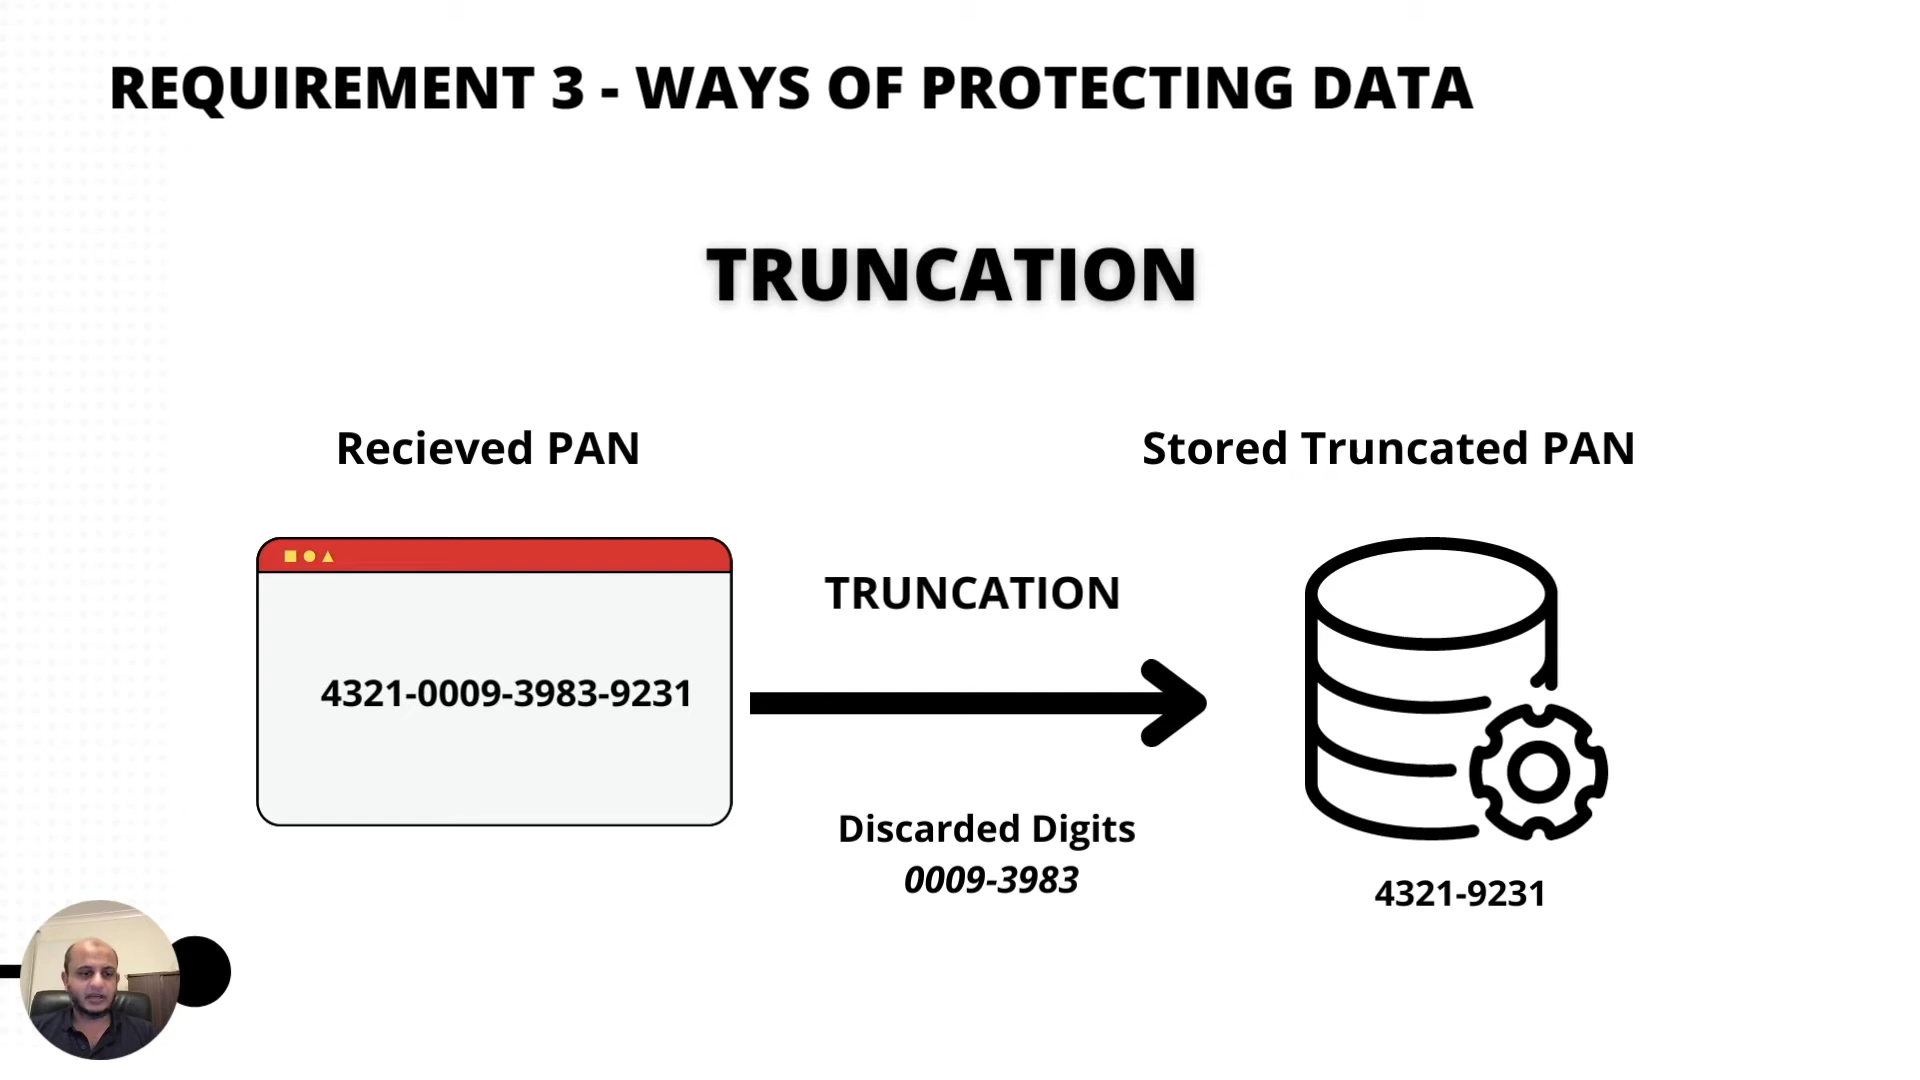 REQUIREMENT 3 - WAYS OF PROTECTING DATA
TRUNCATION
Recieved PAN
Stored Truncated PAN
TRUNCATION
4321-0009-3983-9231
Discarded Digits
0009-3983
4321-9231